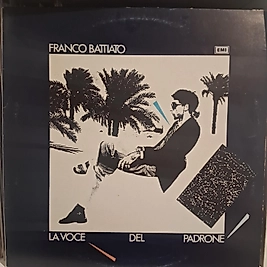 FRANCO BATTIATO
EMI
LA VOCE DEL PADRONE